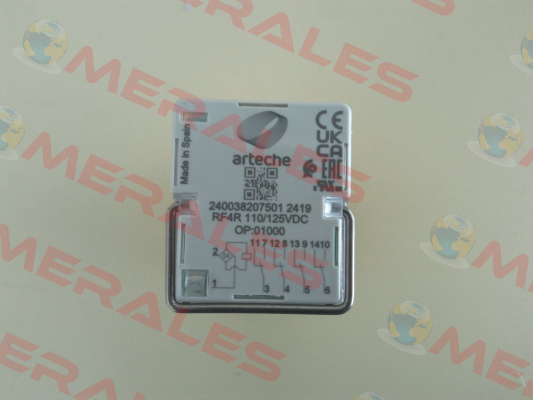 MERALES
Made in Spain
arteche
CE
UK
CA
EAC
240038207501 2419
RF4R 110/125VDC
OP:01000
11 7 12 8 13 9 14 10
2
1
3 4 5 6
MERALES
MERALES